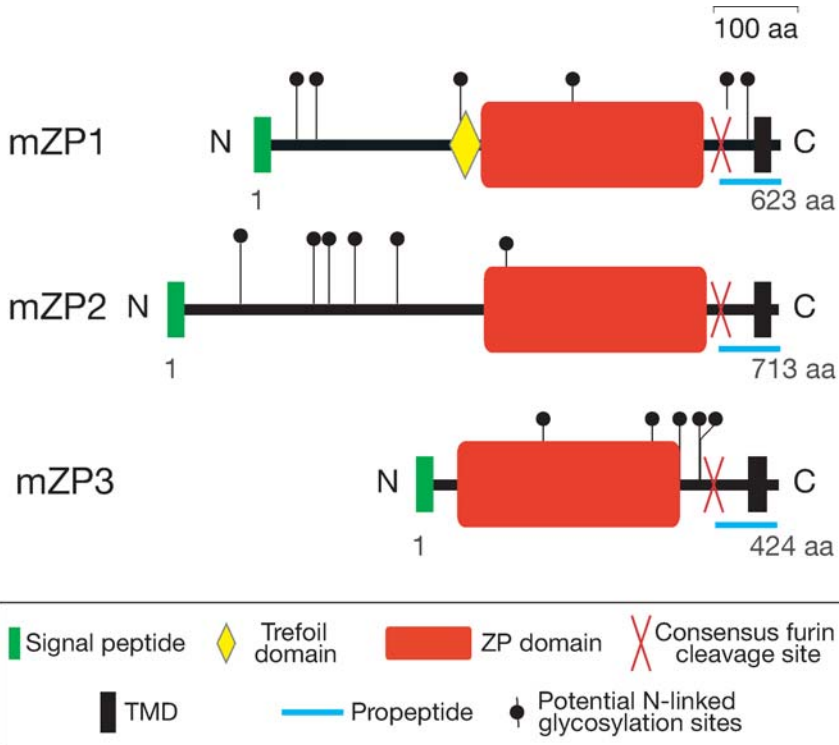 100 aa
mZP1
N
C
1
623 aa
mZP2
N
C
1
713 aa
mZP3
N
C
1
424 aa
Signal peptide
Trefoil
domain
ZP domain
Consensus furin
cleavage site
TMD
Propeptide
Potential N-linked
glycosylation sites